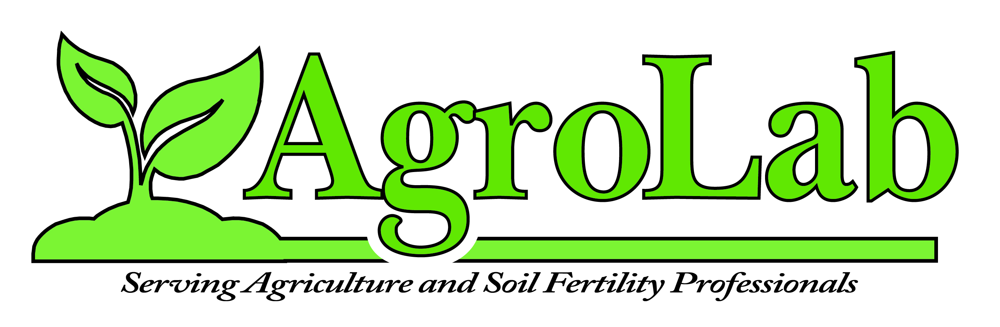 AgroLab
Serving Agriculture and Soil Fertility Professionals